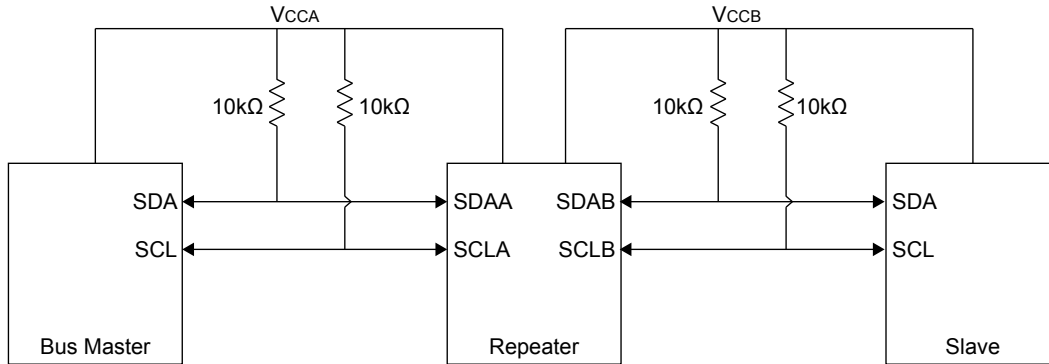 VCCA
VCCB
10kΩ 10kΩ 10kΩ 10kΩ
SDA SDAA SDAB SDA
SCL SCLA SCLB SCL
Bus Master Repeater Slave